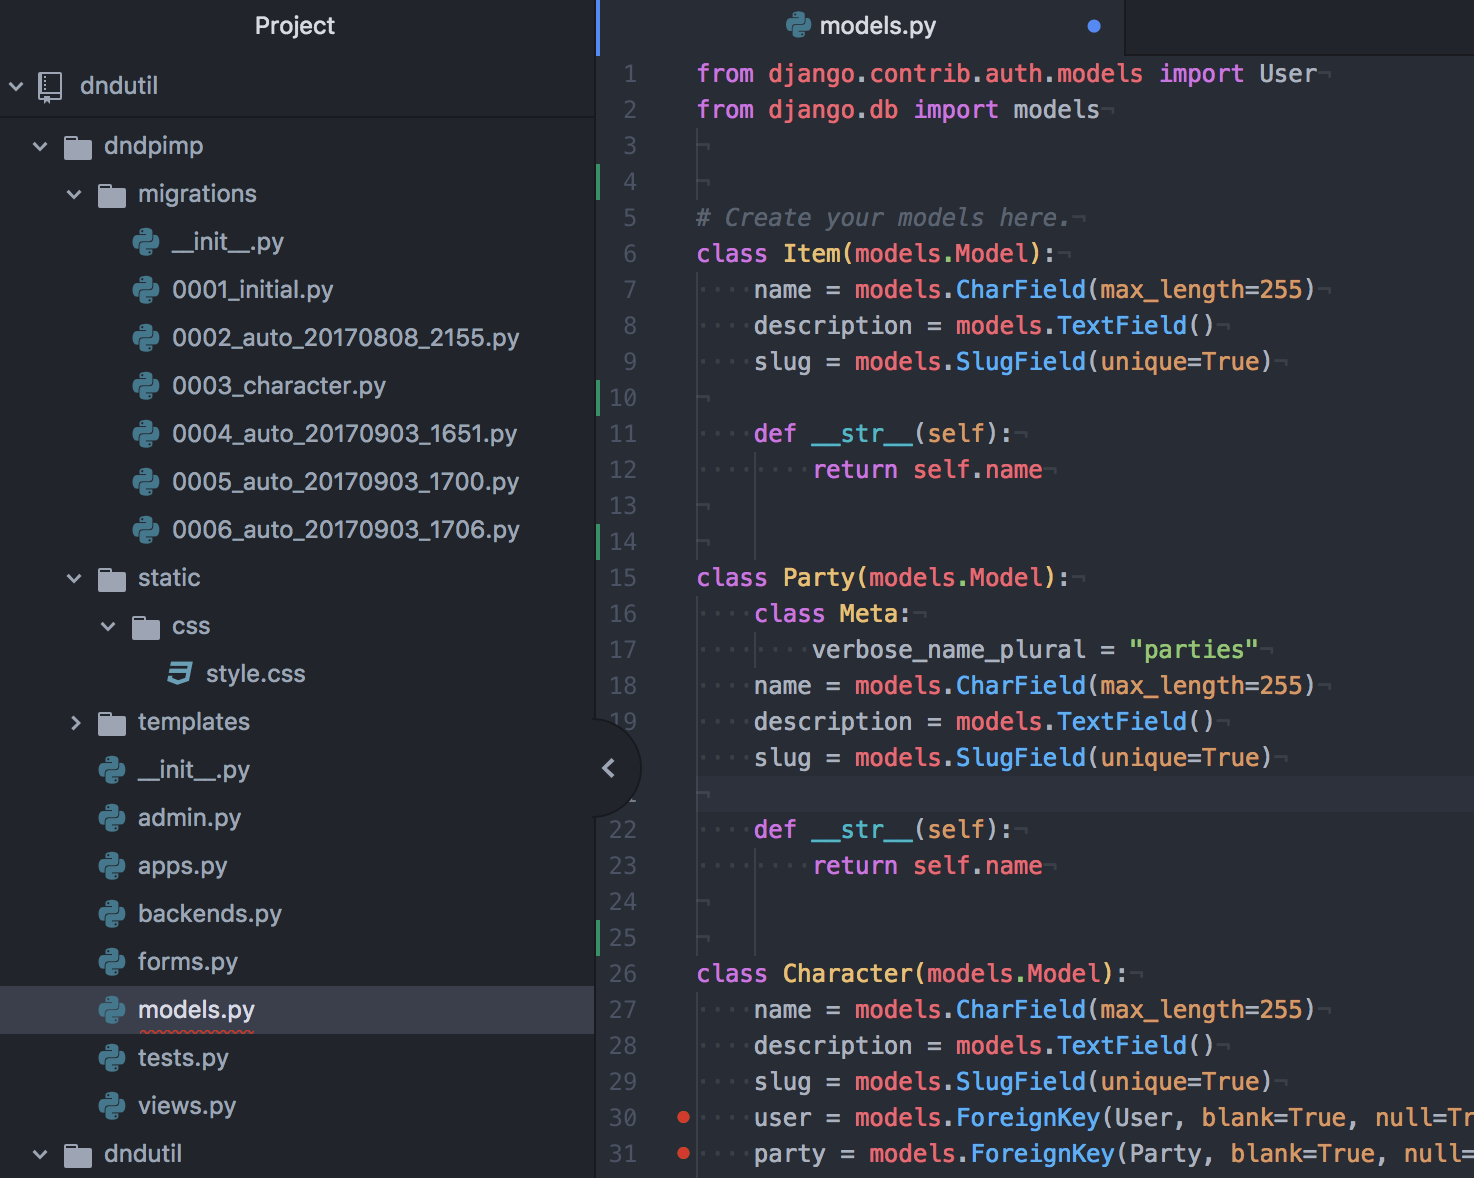 Project
dndutil
dndpimp
migrations
__init__.py
0001_initial.py
0002_auto_20170808_2155.py
0003_character.py
0004_auto_20170903_1651.py
0005_auto_20170903_1700.py
0006_auto_20170903_1706.py
static
css
style.css
templates
__init__.py
admin.py
apps.py
backends.py
forms.py
models.py
tests.py
views.py
dndutil
models.py
1 from django.contrib.auth.models import User
2 from django.db import models
3
4
5 # Create your models here.
6 class Item(models.Model):
7 name = models.CharField(max_length=255)
8 description = models.TextField()
9 slug = models.SlugField(unique=True)
10
11 def __str__(self):
12 return self.name
13
14
15 class Party(models.Model):
16 class Meta:
17 verbose_name_plural = "parties"
18 name = models.CharField(max_length=255)
19 description = models.TextField()
slug = models.SlugField(unique=True)
22 def __str__(self):
23 return self.name
24
25
26 class Character(models.Model):
27 name = models.CharField(max_length=255)
28 description = models.TextField()
29 slug = models.SlugField(unique=True)
30 user = models.ForeignKey(User, blank=True, null=Tr
31 party = models.ForeignKey(Party, blank=True, null=